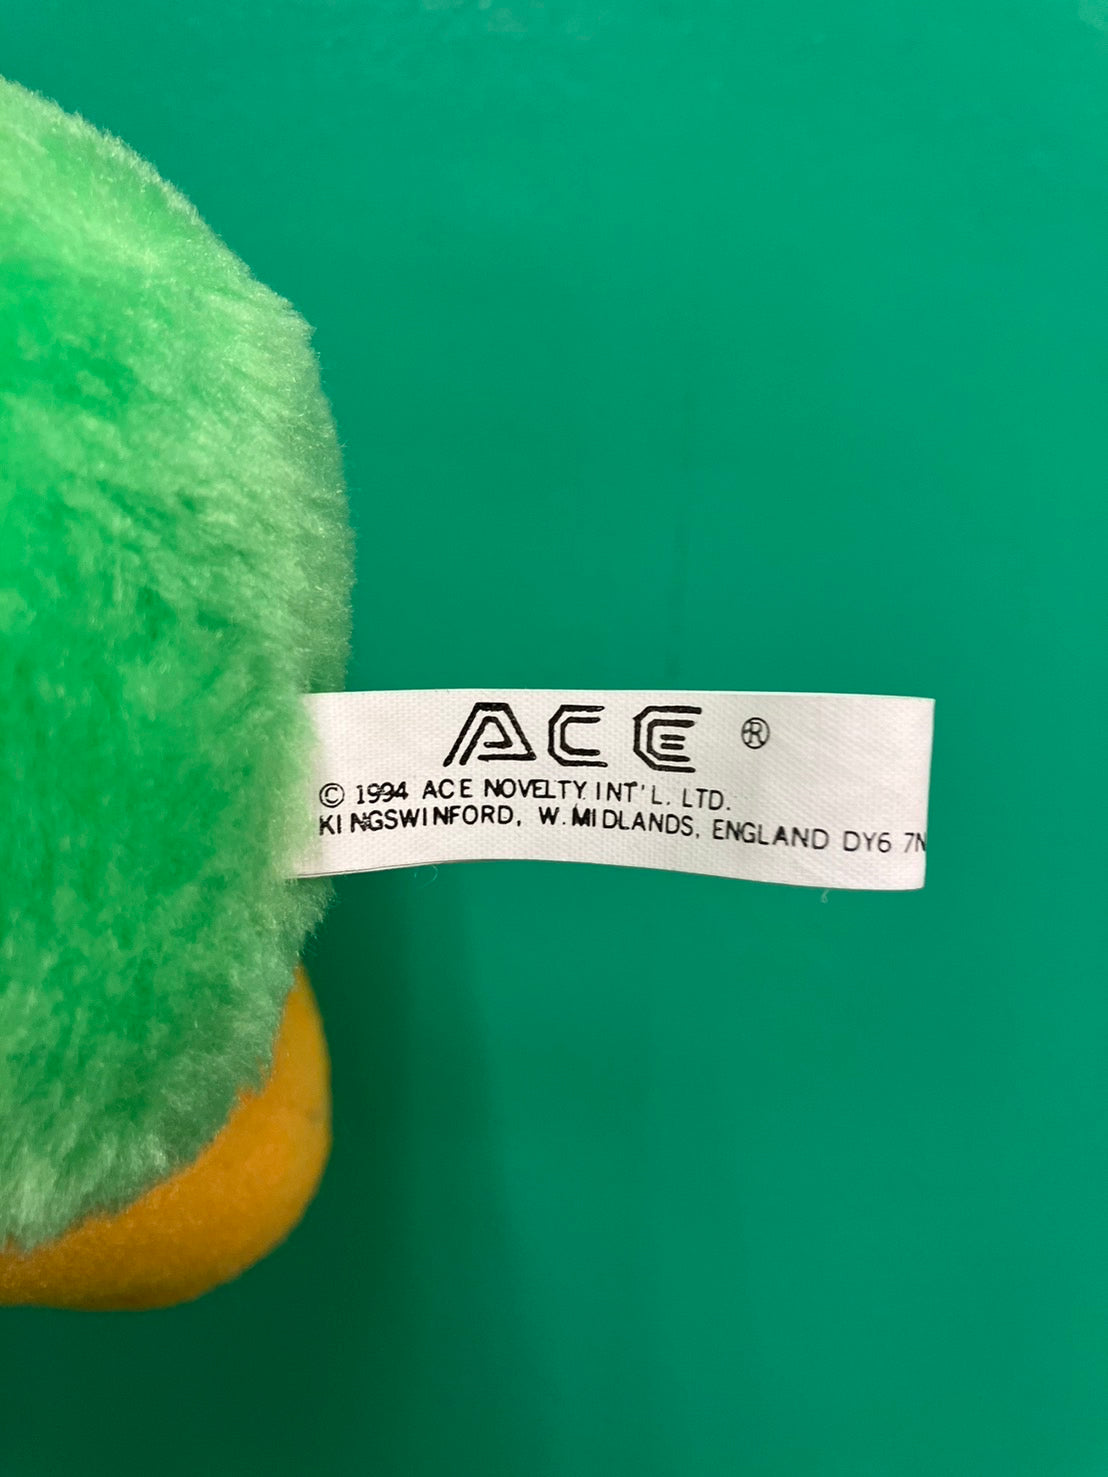 ACE ®
© 1994 ACE NOVELTY INT'L. LTD.
KINGSWINFORD, W.MIDLANDS, ENGLAND DY6 7N